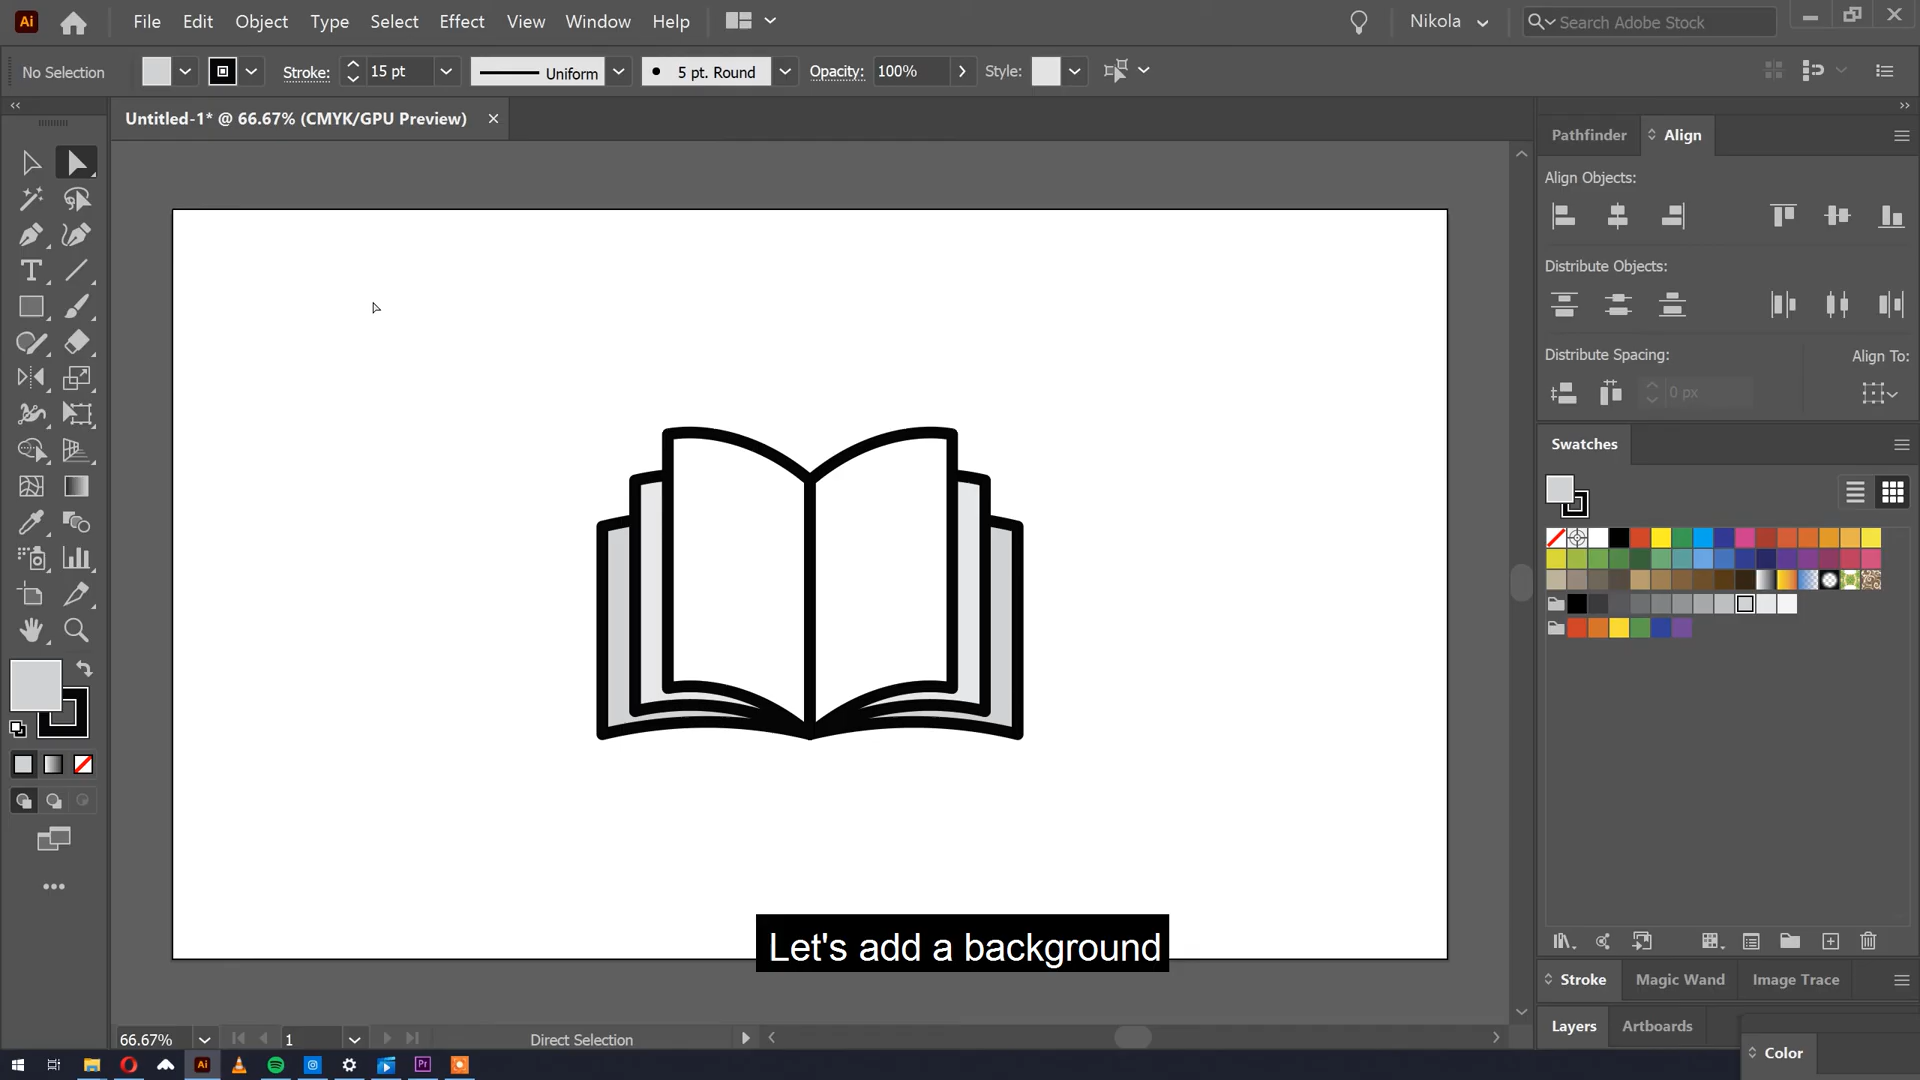 Ai File Edit Object Type Select Effect View Window Help Nikola Search Adobe Stock
No Selection Stroke: 15 pt Uniform 5 pt. Round Opacity: 100% Style:
Untitled-1* @ 66.67% (CMYK/GPU Preview)
Pathfinder Align
Align Objects:
Distribute Objects:
Distribute Spacing: Align To:
0 px
Swatches
Let's add a background
Stroke Magic Wand Image Trace
Layers Artboards
Color
66.67% 1 Direct Selection
Ai Pr